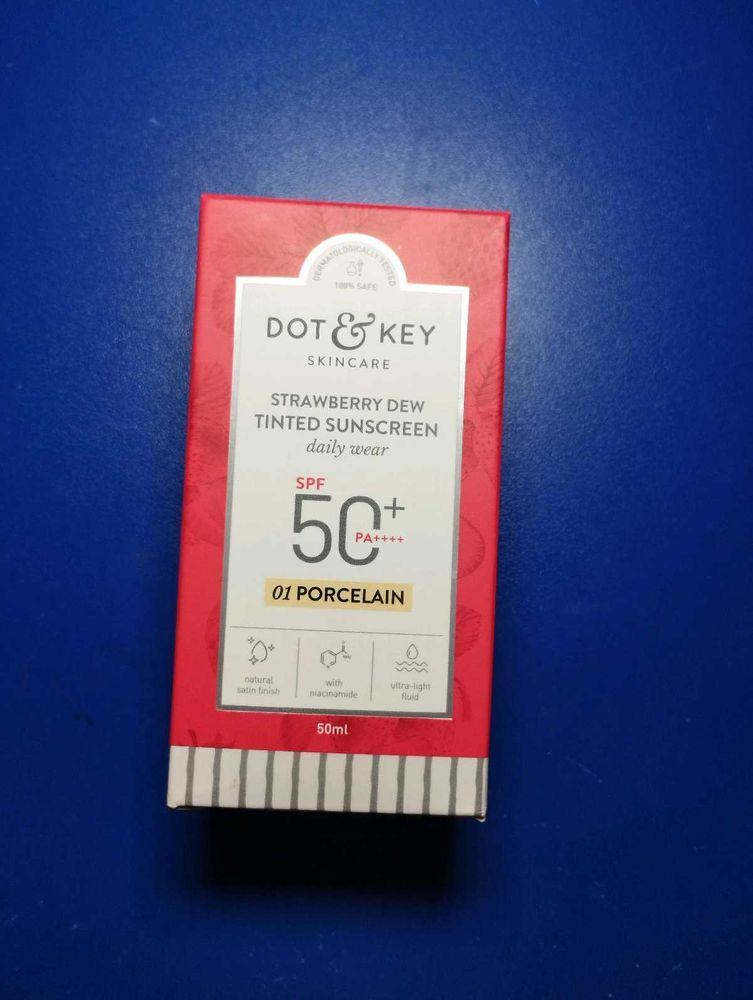 DERMATOLOGICALLY TESTED
100% SAFE
DOT & KEY
SKINCARE
STRAWBERRY DEW
TINTED SUNSCREEN
daily wear
SPF
50+
PA++++
01 PORCELAIN
natural
satin finish
with
niacinamide
ultra-light
fluid
50ml